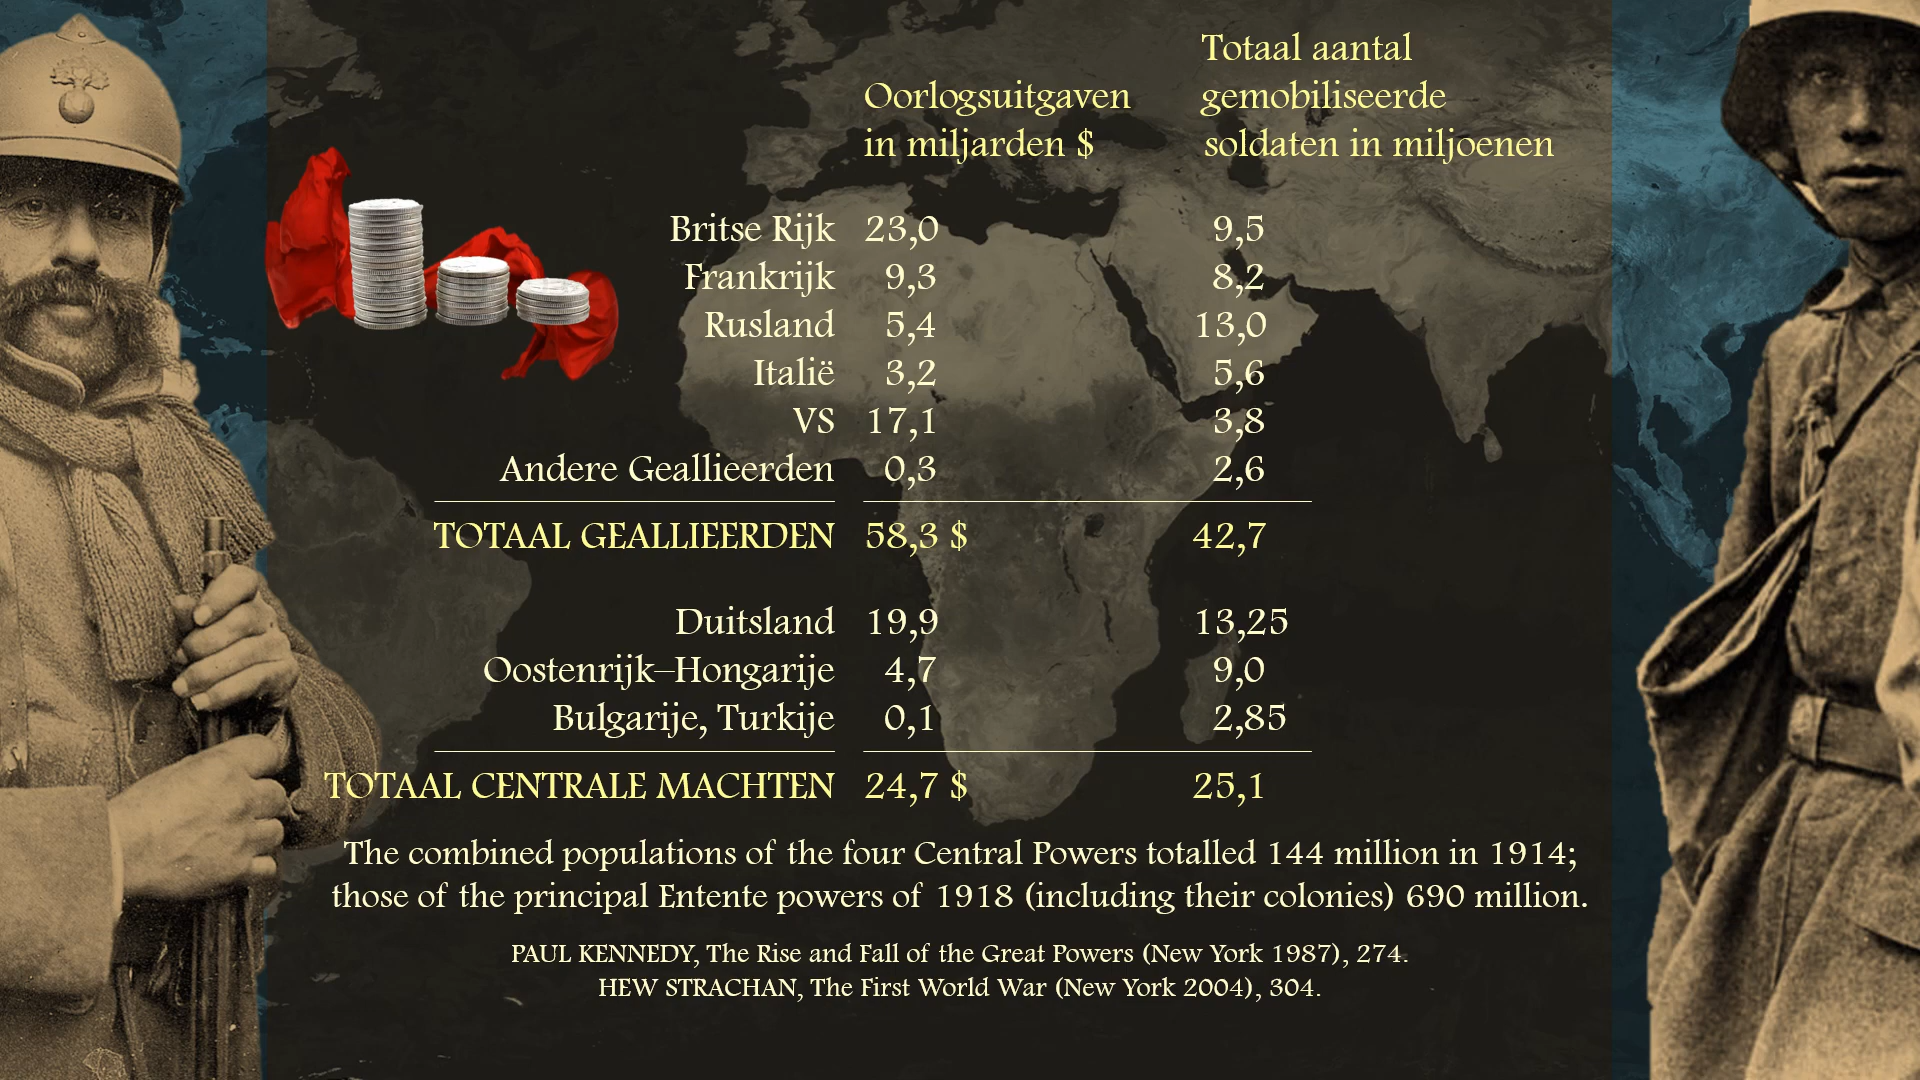 Oorlogsuitgaven
in miljarden $
Totaal aantal
gemobiliseerde
soldaten in miljoenen
Britse Rijk 23,0 9,5
Frankrijk 9,3 8,2
Rusland 5,4 13,0
Italië 3,2 5,6
VS 17,1 3,8
Andere Geallieerden 0,3 2,6
TOTAAL GEALLIEERDEN 58,3 $ 42,7
Duitsland 19,9 13,25
Oostenrijk–Hongarije 4,7 9,0
Bulgarije, Turkije 0,1 2,85
TOTAAL CENTRALE MACHTEN 24,7 $ 25,1
The combined populations of the four Central Powers totalled 144 million in 1914;
those of the principal Entente powers of 1918 (including their colonies) 690 million.
PAUL KENNEDY, The Rise and Fall of the Great Powers (New York 1987), 274.
HEW STRACHAN, The First World War (New York 2004), 304.